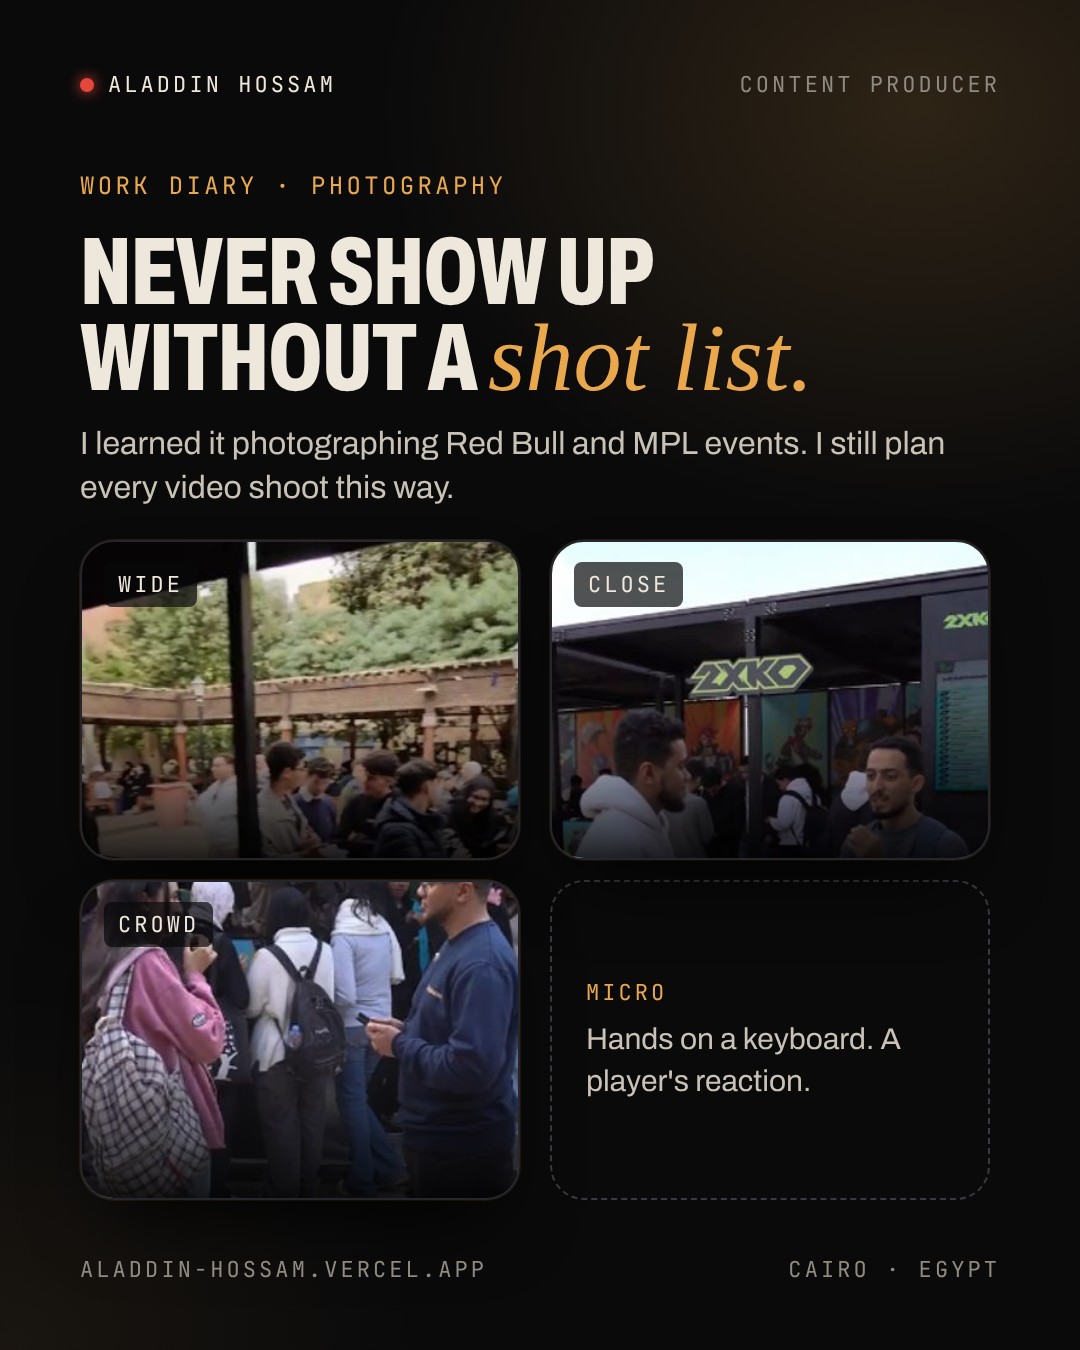 ALADDIN HOSSAM
CONTENT PRODUCER
WORK DIARY · PHOTOGRAPHY
NEVER SHOW UP
WITHOUT A shot list.
I learned it photographing Red Bull and MPL events. I still plan
every video shoot this way.
WIDE
CLOSE
2XKO
CROWD
MICRO
Hands on a keyboard. A
player's reaction.
ALADDIN-HOSSAM.VERCEL.APP
CAIRO · EGYPT